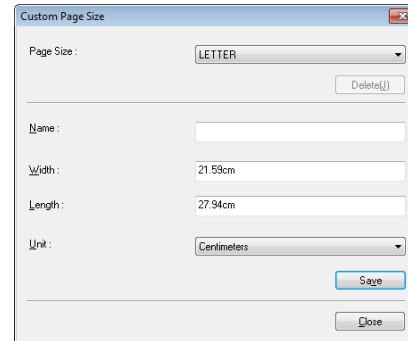 Custom Page Size
Page Size :
LETTER
Delete(J)
Name :
Width :
21.59cm
Length :
27.94cm
Unit :
Centimeters
Save
Close